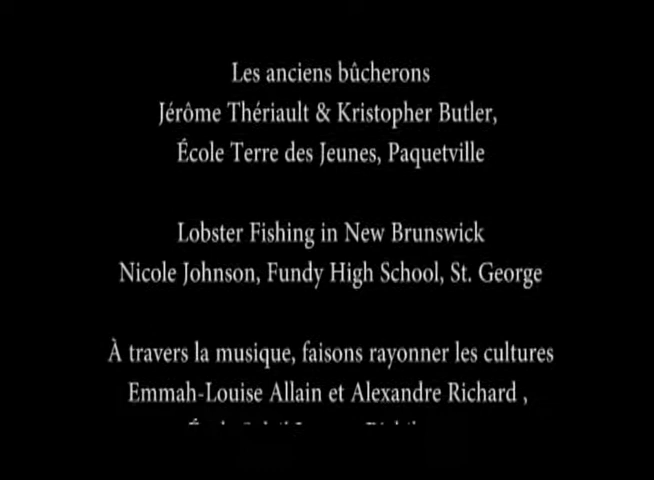 Les anciens bûcherons
Jérôme Thériault & Kristopher Butler,
École Terre des Jeunes, Paquetville
Lobster Fishing in New Brunswick
Nicole Johnson, Fundy High School, St. George
À travers la musique, faisons rayonner les cultures
Emmah-Louise Allain et Alexandre Richard ,